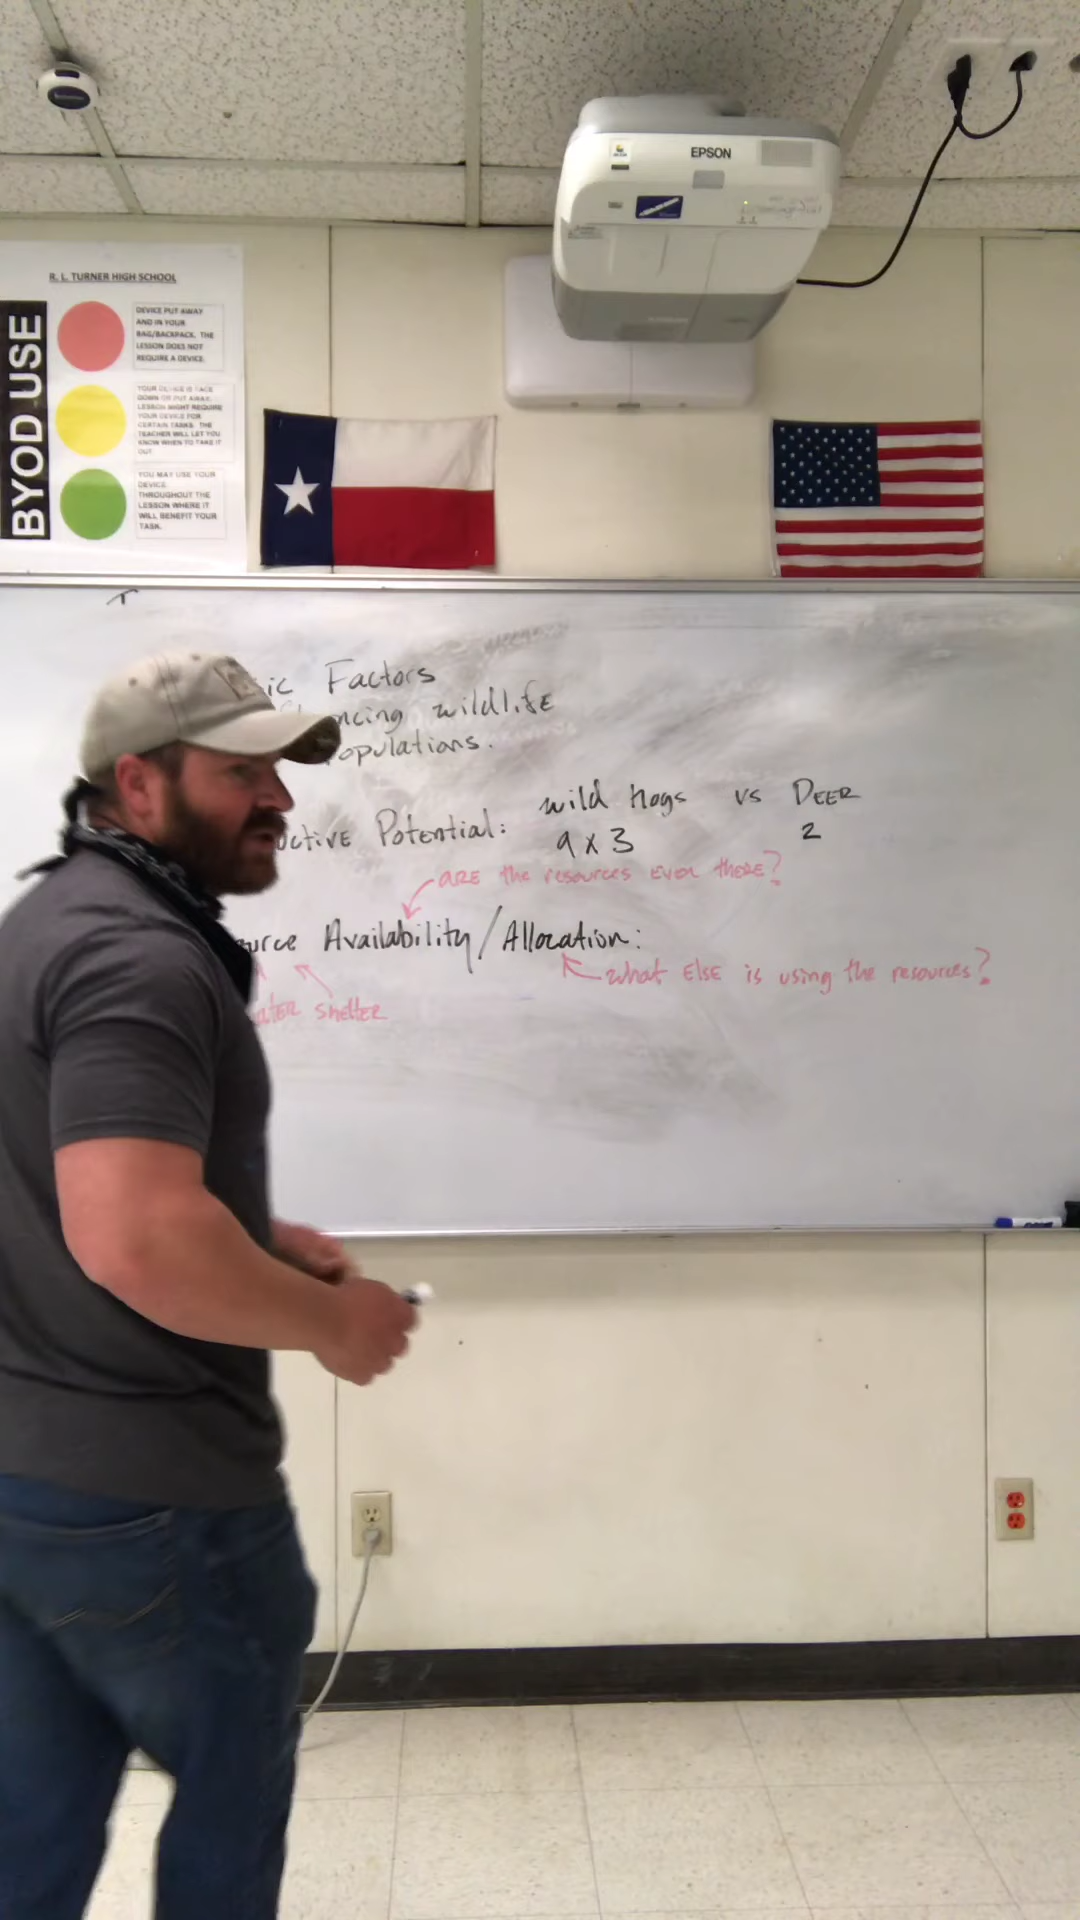 EPSON
R. L. TURNER HIGH SCHOOL
BYOD USE
DEVICE PUT AWAY
AND IN YOUR
BAG/BACKPACK. THE
LESSON DOES NOT
REQUIRE A DEVICE.
YOUR DEVICE IS FACE
DOWN OR PUT AWAY.
LESSON MIGHT REQUIRE
YOUR DEVICE FOR
CERTAIN TASKS. THE
TEACHER WILL LET YOU
KNOW WHEN TO TAKE IT
OUT.
YOU MAY USE YOUR
DEVICE
THROUGHOUT THE
LESSON WHERE IT
WILL BENEFIT YOUR
TASK.
ic Factors
ncing wildlife
opulations.
uctive Potential: wild hogs vs DEER
9 x 3 2
ARE the resources even there?
ource Availability/Allocation:
what Else is using the resources?
ater shelter